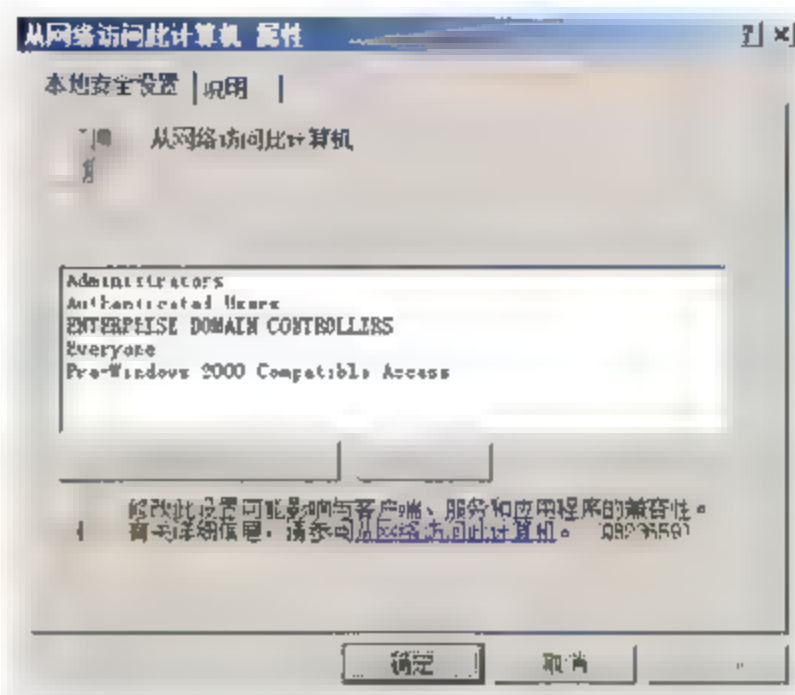 从网络访问此计算机 属性
本地安全设置 说明
从网络访问此计算机
Administrators
Authenticated Users
ENTERPRISE DOMAIN CONTROLLERS
Everyone
Pre-Windows 2000 Compatible Access
修改此设置可能影响与客户端、服务和应用程序的兼容性。
有关详细信息，请参阅从网络访问此计算机。
确定 取消